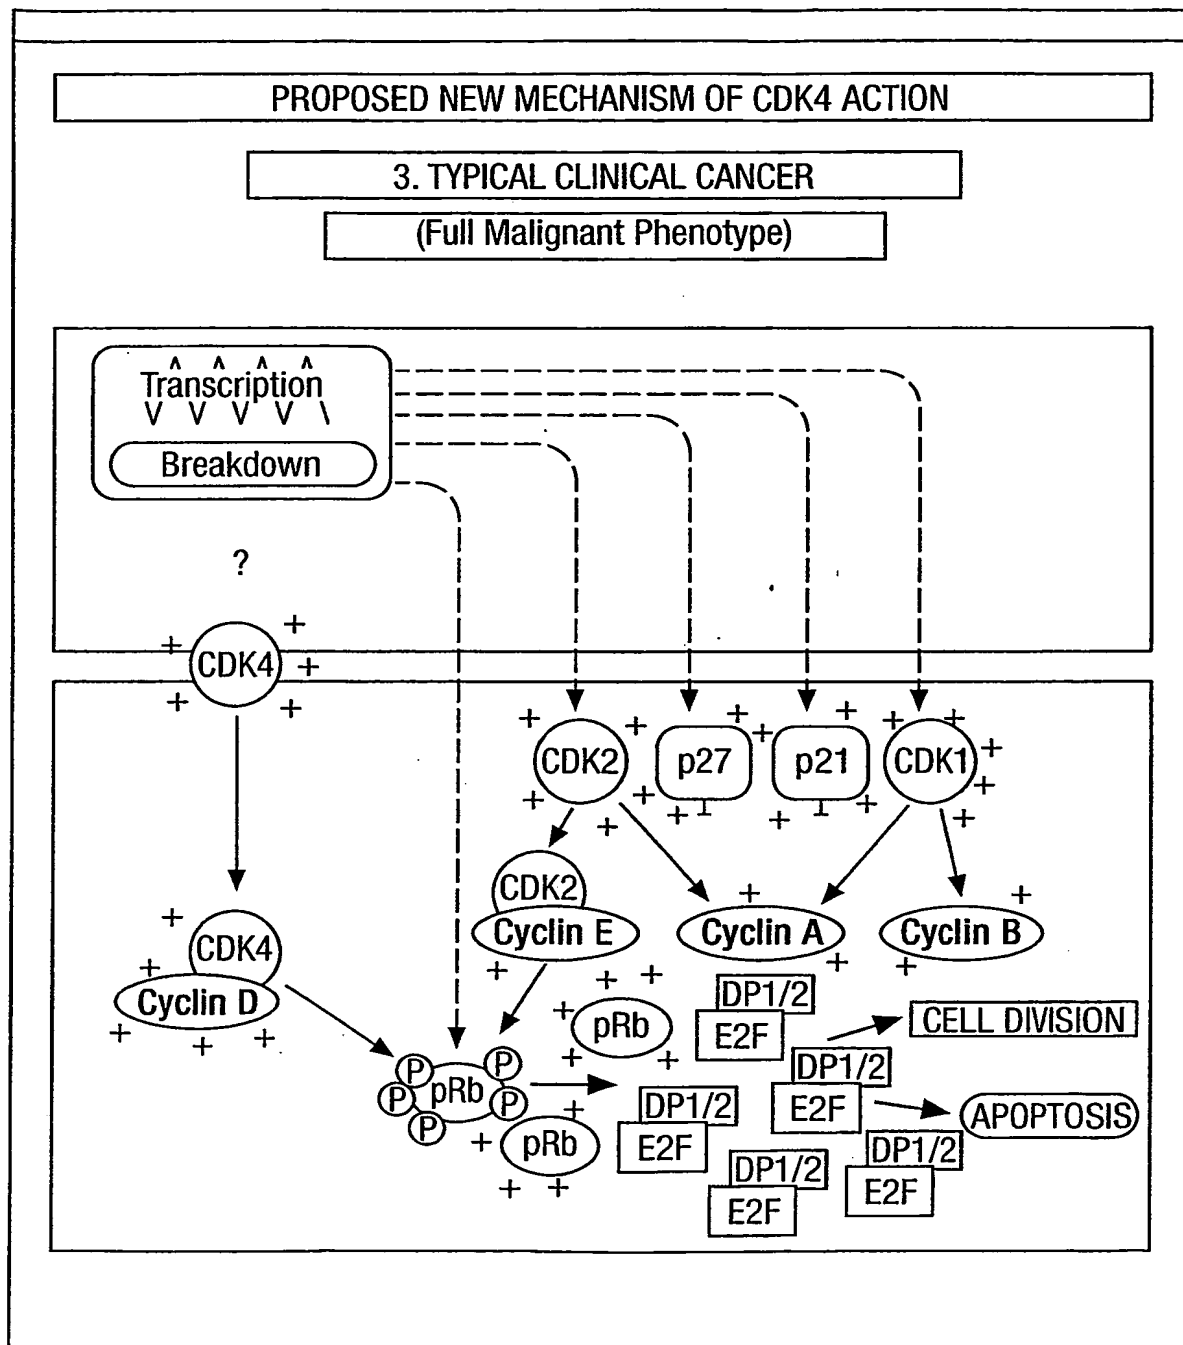 PROPOSED NEW MECHANISM OF CDK4 ACTION
3. TYPICAL CLINICAL CANCER
(Full Malignant Phenotype)
Transcription
Breakdown
?
+ + CDK4 + + +
+ CDK2 + + + +
+ p27 + +
+ p21 + +
+ + CDK1 + + +
CDK2
Cyclin E
+
+
Cyclin A
+
+
Cyclin B
+
+
CDK4
+
Cyclin D
+ + +
+ + +
pRb
+ +
DP1/2
E2F
CELL DIVISION
P P
pRb
P P
P
DP1/2
E2F
DP1/2
E2F
APOPTOSIS
+
+ pRb
+ +
DP1/2
E2F
DP1/2
E2F